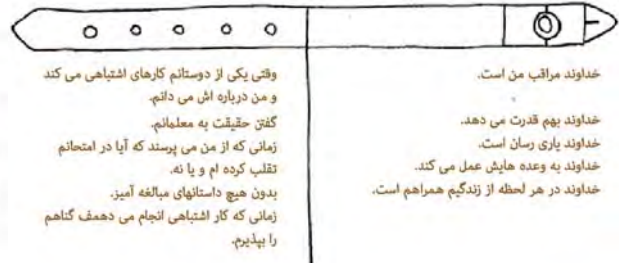 خداوند مراقب من است.
خداوند بهم قدرت می دهد.
خداوند یاری رسان است.
خداوند به وعده هایش عمل می کند.
خداوند در هر لحظه از زندگیم همراهم است.
وقتی یکی از دوستانم کارهای اشتباهی می کند
و من درباره اش می دانم.
گفتن حقیقت به معلمانم.
زمانی که از من می پرسند که آیا در امتحانم
تقلب کرده ام و یا نه.
بدون هیچ داستانهای مبالغه آمیز.
زمانی که کار اشتباهی انجام می دهمف گناهم
را بپذیرم.